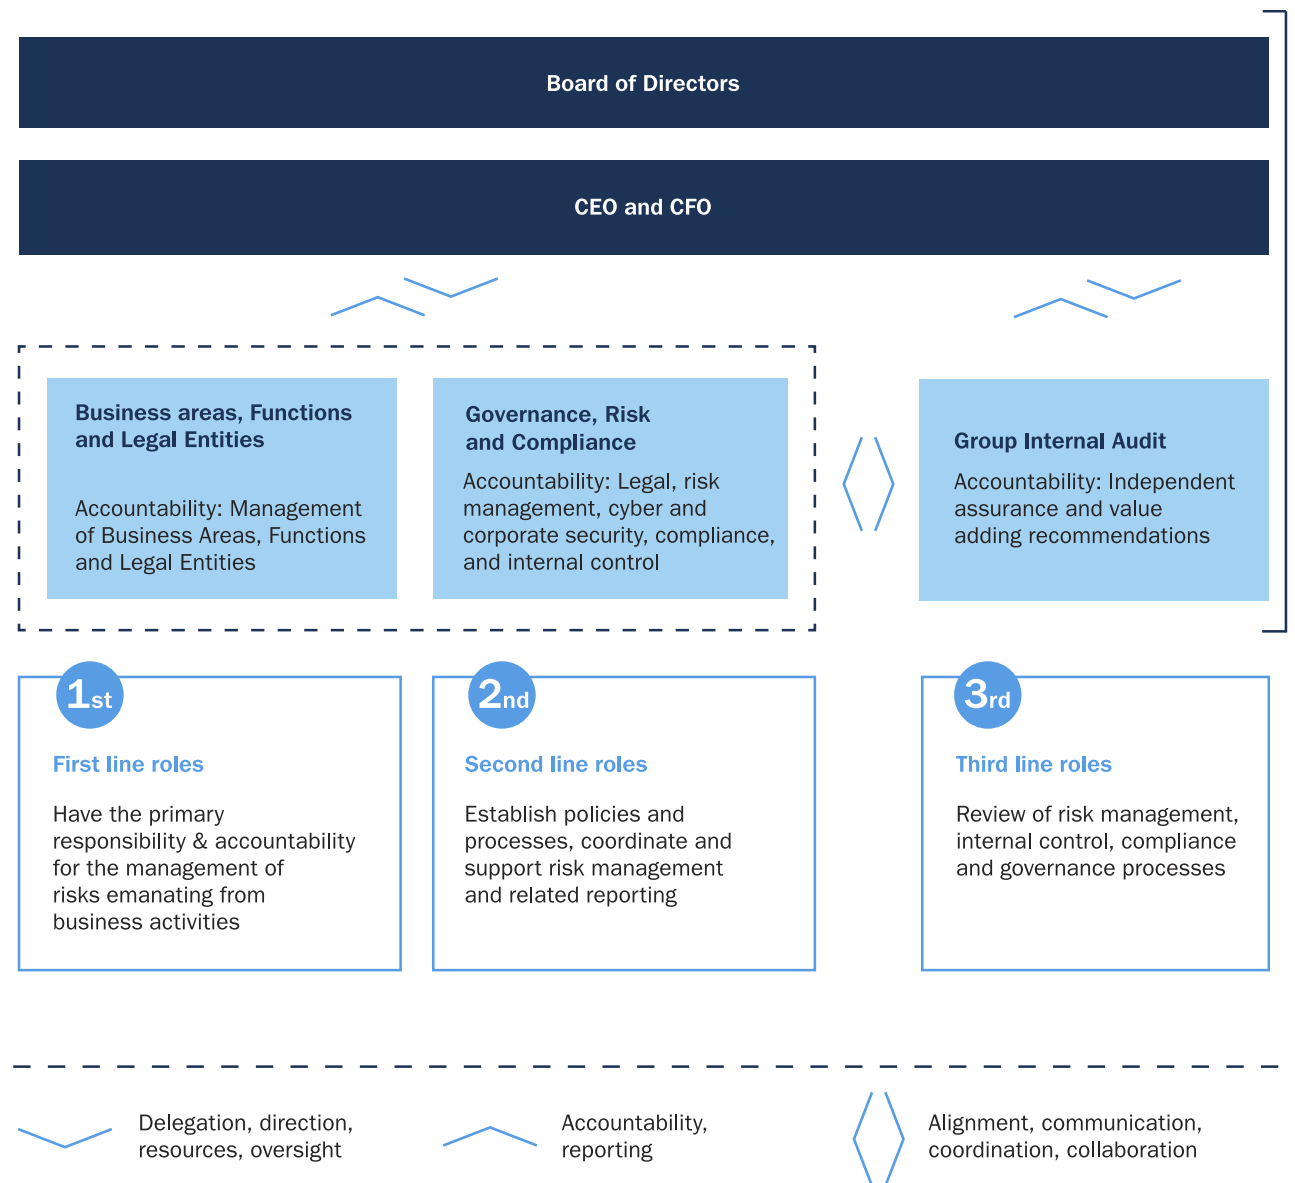 Board of Directors
CEO and CFO
Business areas, Functions
and Legal Entities
Accountability: Management
of Business Areas, Functions
and Legal Entities
Governance, Risk
and Compliance
Accountability: Legal, risk
management, cyber and
corporate security, compliance,
and internal control
Group Internal Audit
Accountability: Independent
assurance and value
adding recommendations
1st
First line roles
Have the primary
responsibility & accountability
for the management of
risks emanating from
business activities
2nd
Second line roles
Establish policies and
processes, coordinate and
support risk management
and related reporting
3rd
Third line roles
Review of risk management,
internal control, compliance
and governance processes
Delegation, direction,
resources, oversight
Accountability,
reporting
Alignment, communication,
coordination, collaboration